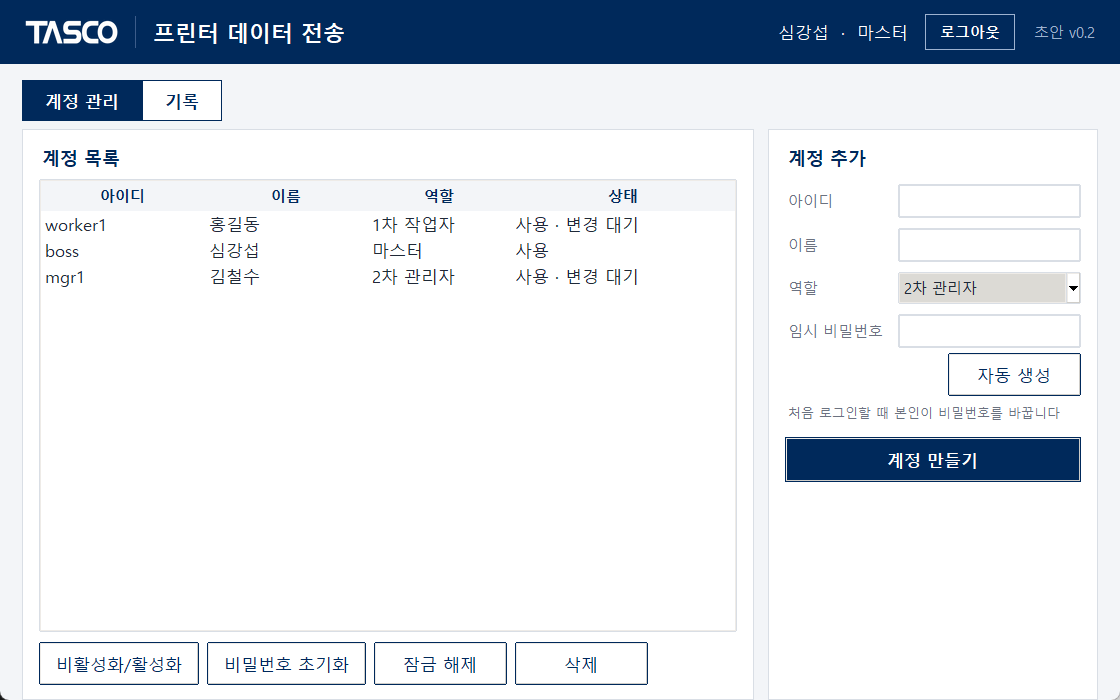 TASCO 프린터 데이터 전송 심강섭 · 마스터 로그아웃 초안 v0.2
계정 관리 기록
계정 목록
아이디 이름 역할 상태
worker1 홍길동 1차 작업자 사용 · 변경 대기
boss 심강섭 마스터 사용
mgr1 김철수 2차 관리자 사용 · 변경 대기
비활성화/활성화 비밀번호 초기화 잠금 해제 삭제
계정 추가
아이디
이름
역할 2차 관리자
임시 비밀번호
자동 생성
처음 로그인할 때 본인이 비밀번호를 바꿉니다
계정 만들기